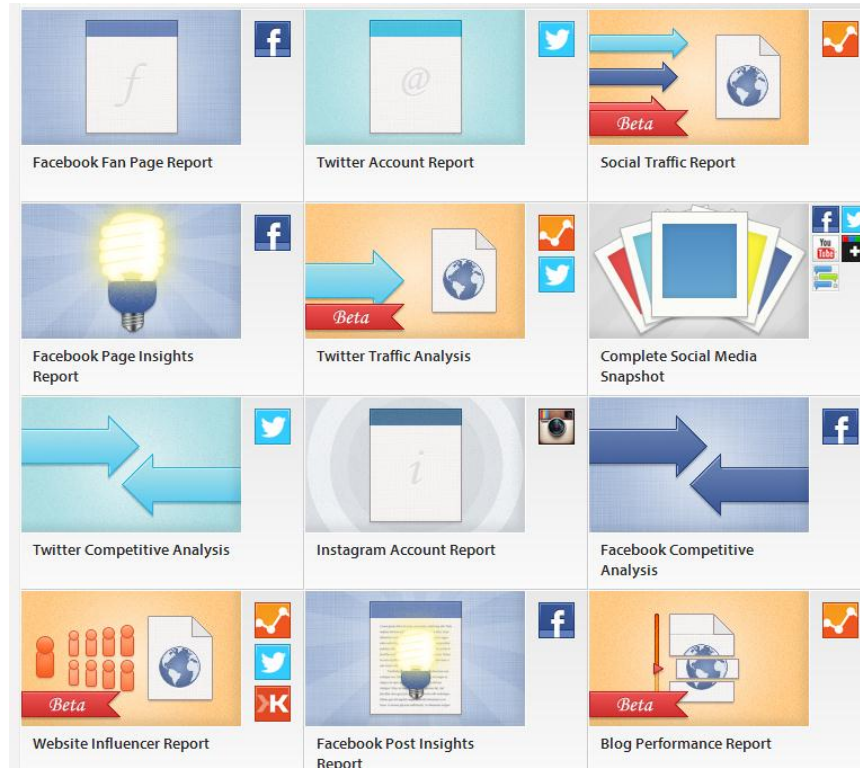 f
f
@
Beta
Facebook Fan Page Report
Twitter Account Report
Social Traffic Report
f
f
You
Tube
+
Beta
Facebook Page Insights
Report
Twitter Traffic Analysis
Complete Social Media
Snapshot
i
f
Twitter Competitive Analysis
Instagram Account Report
Facebook Competitive
Analysis
f
K
Beta
Beta
Website Influencer Report
Facebook Post Insights
Report
Blog Performance Report